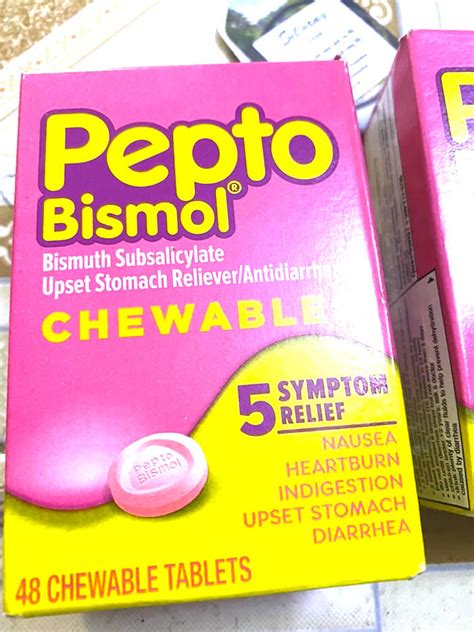 Pepto
Bismol®
Bismuth Subsalicylate
Upset Stomach Reliever/Antidiarrhe
CHEWABLE
5 SYMPTOM
RELIEF
NAUSEA
HEARTBURN
INDIGESTION
UPSET STOMACH
DIARRHEA
Pepto
Bismol
48 CHEWABLE TABLETS
P